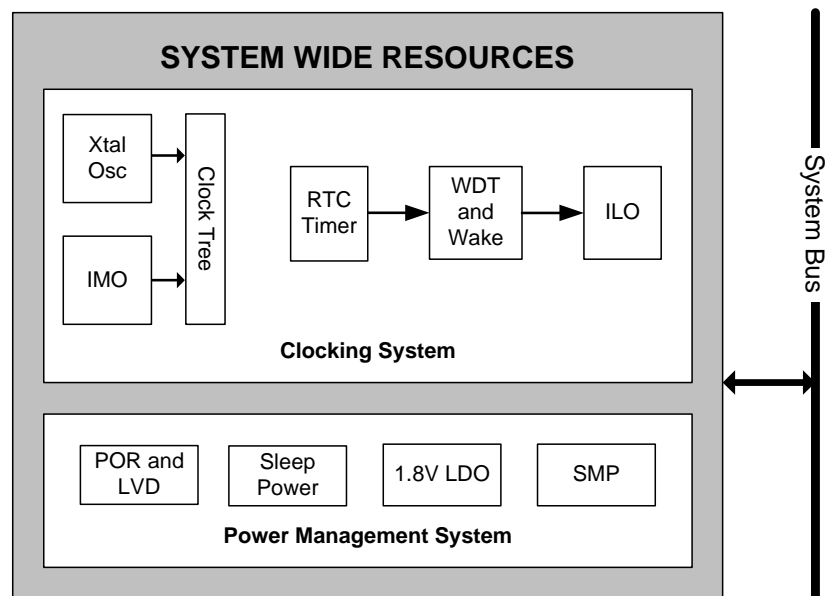 SYSTEM WIDE RESOURCES
Xtal
Osc
Clock Tree
IMO
RTC
Timer
WDT
and
Wake
ILO
Clocking System
POR and
LVD
Sleep
Power
1.8V LDO
SMP
Power Management System
System Bus